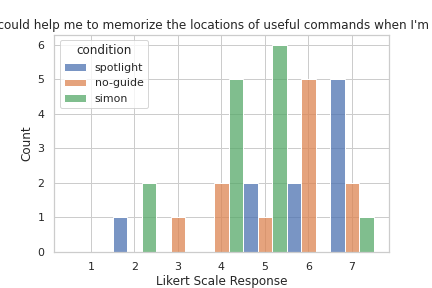 could help me to memorize the locations of useful commands when I'm
condition
spotlight
no-guide
simon
6
5
4
3
2
1
0
Count
1 2 3 4 5 6 7
Likert Scale Response